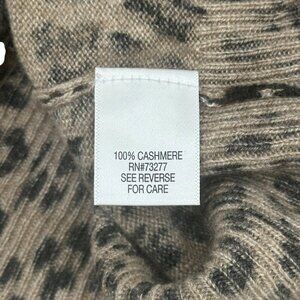 100% CASHMERE
RN#73277
SEE REVERSE
FOR CARE